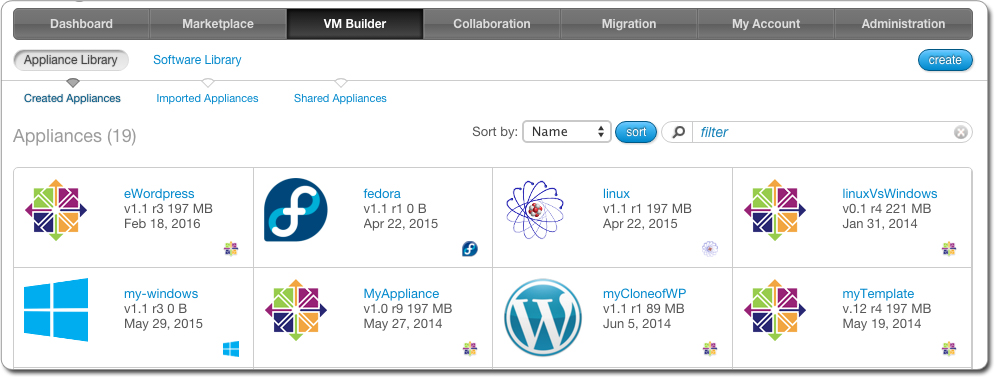 Dashboard Marketplace VM Builder Collaboration Migration My Account Administration
Appliance Library Software Library create
Created Appliances Imported Appliances Shared Appliances
Appliances (19) Sort by: Name sort filter
eWordpress fedora linux linuxVsWindows
v1.1 r3 197 MB v1.1 r1 0 B v1.1 r1 197 MB v0.1 r4 221 MB
Feb 18, 2016 Apr 22, 2015 Apr 22, 2015 Jan 31, 2014
my-windows MyAppliance myCloneofWP myTemplate
v1.1 r3 0 B v1.0 r9 197 MB v1.1 r1 89 MB v.12 r4 197 MB
May 29, 2015 May 27, 2014 Jun 5, 2014 May 19, 2014